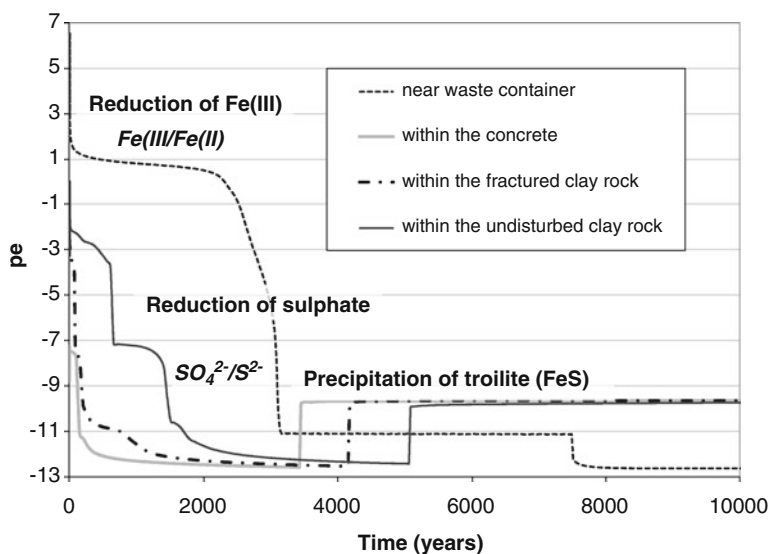 7
5
3
1
-1
-3
-5
-7
-9
-11
-13
pe
Reduction of Fe(III)
Fe(III/Fe(II)
near waste container
within the concrete
within the fractured clay rock
within the undisturbed clay rock
Reduction of sulphate
SO₄²⁻/S²⁻
Precipitation of troilite (FeS)
0 2000 4000 6000 8000 10000
Time (years)